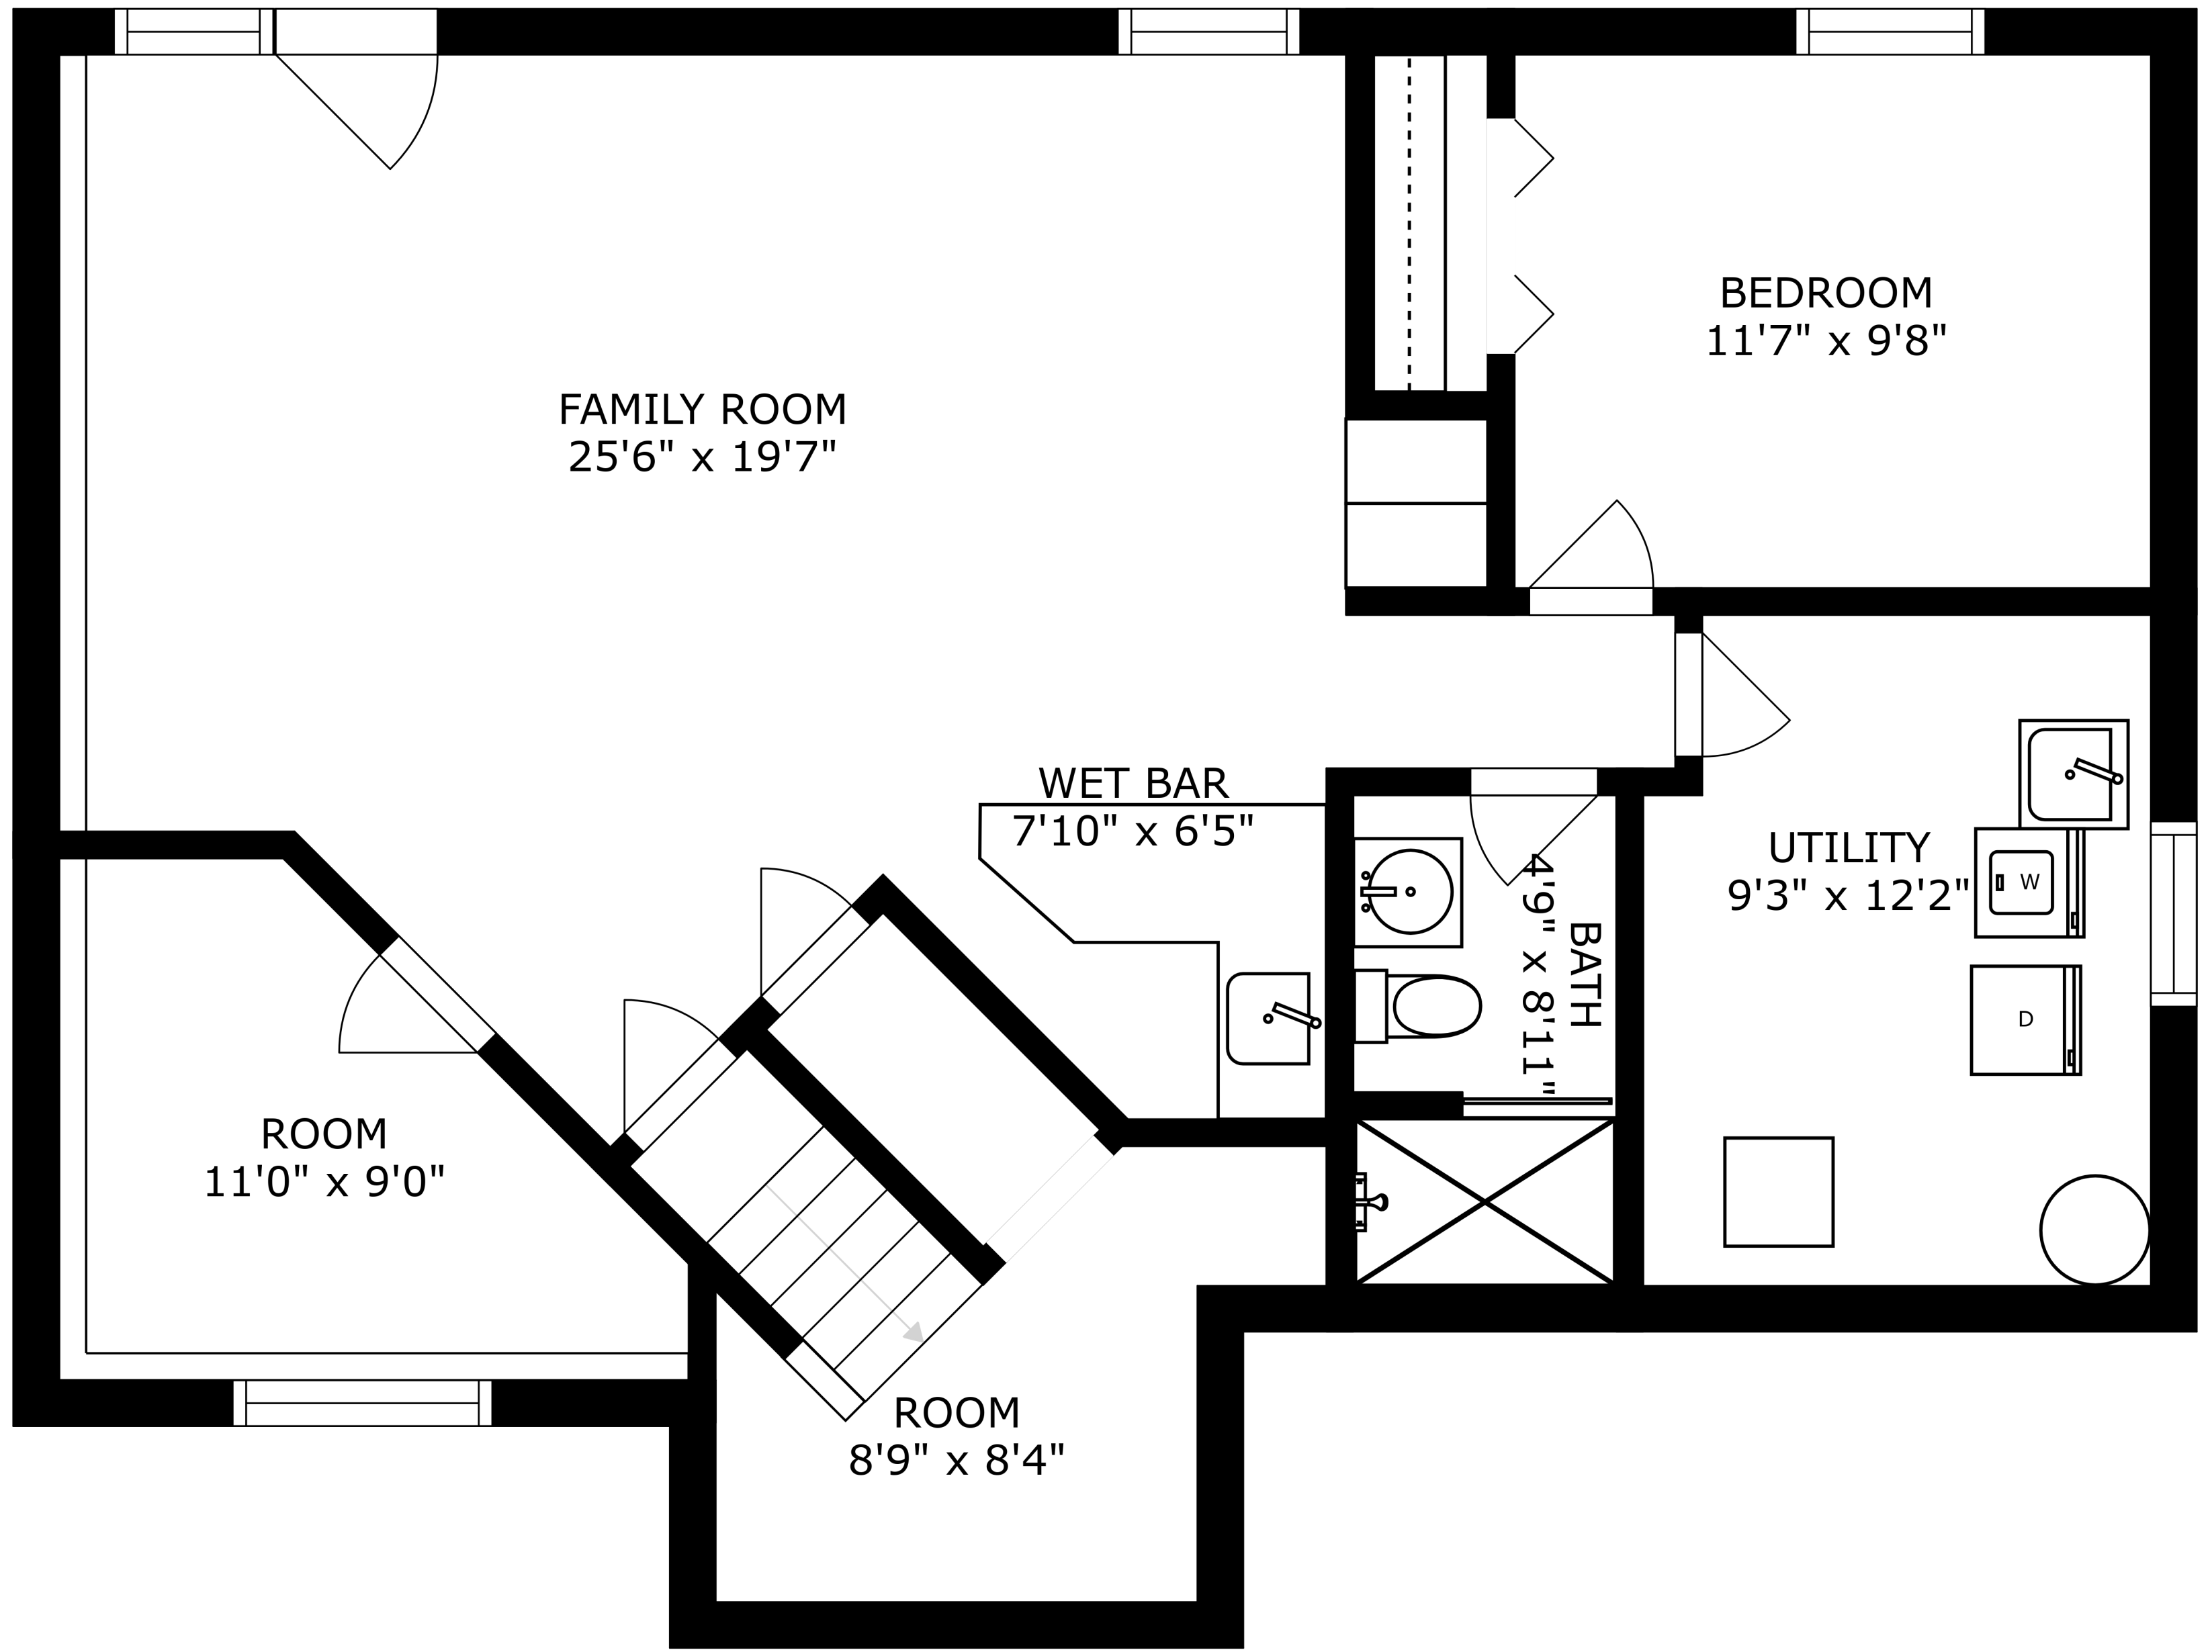 BEDROOM
11'7" x 9'8"
FAMILY ROOM
25'6" x 19'7"
WET BAR
7'10" x 6'5"
UTILITY
9'3" x 12'2"
W
D
BATH
4'9" x 8'11"
ROOM
11'0" x 9'0"
ROOM
8'9" x 8'4"